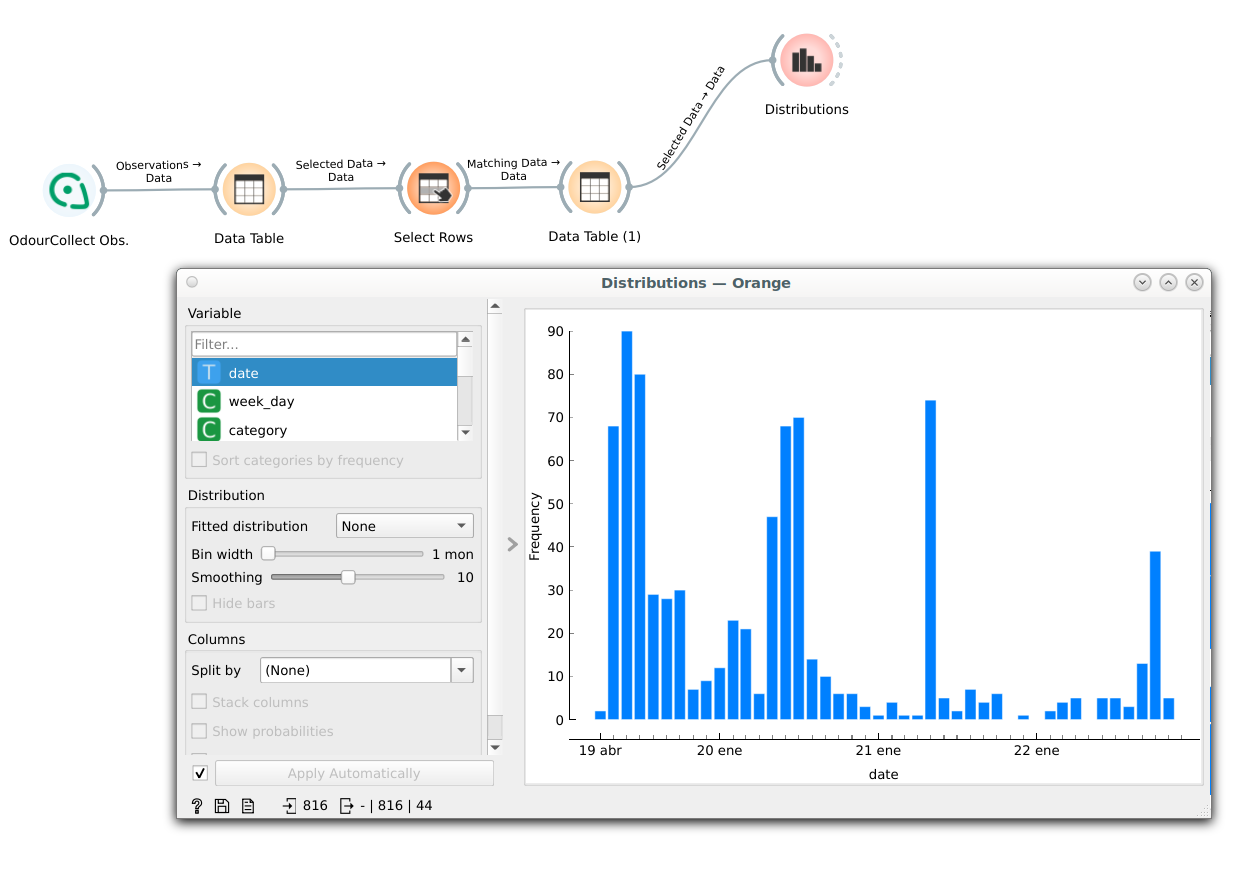 Distributions
Selected Data → Data
Observations →
Data
Selected Data →
Data
Matching Data →
Data
OdourCollect Obs.
Data Table
Select Rows
Data Table (1)
Distributions — Orange
Variable
Filter...
T date
C week_day
C category
Sort categories by frequency
Distribution
Fitted distribution None
Bin width 1 mon
Smoothing 10
Hide bars
Columns
Split by (None)
Stack columns
Show probabilities
Apply Automatically
? 816 - | 816 | 44
90
80
70
60
50
40
30
20
10
0
Frequency
19 abr 20 ene 21 ene 22 ene
date